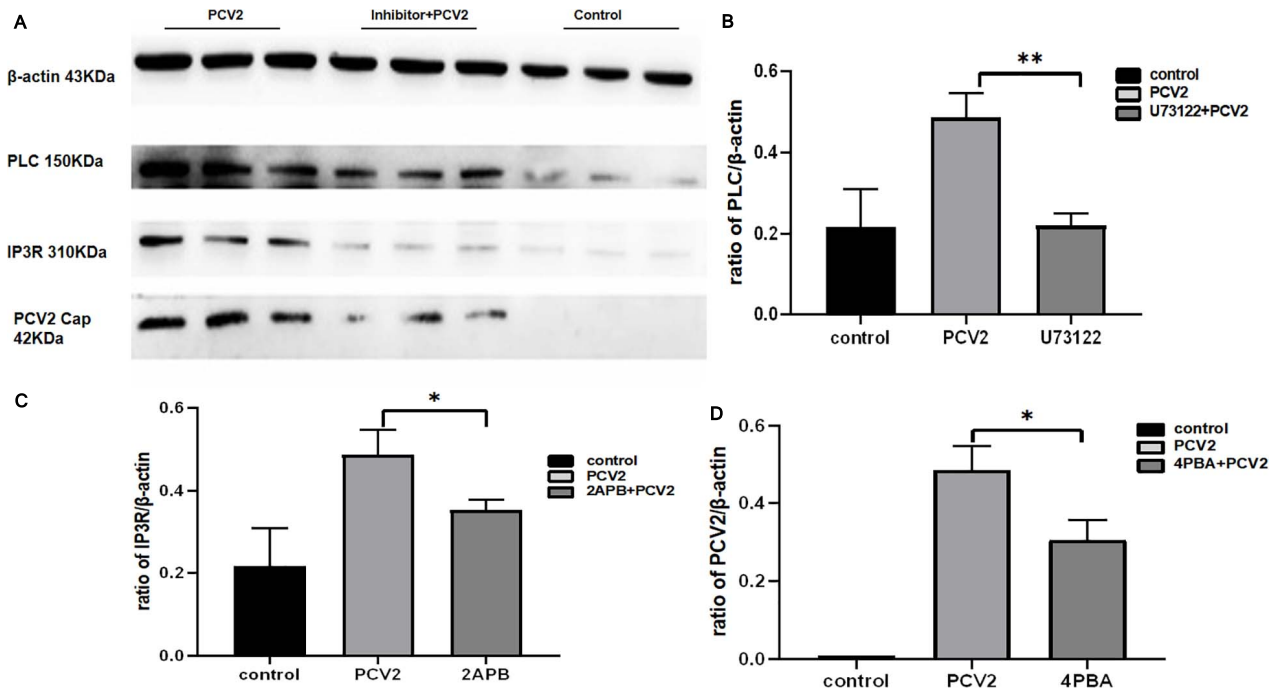 A
PCV2
Inhibitor+PCV2
Control
β-actin 43KDa
PLC 150KDa
IP3R 310KDa
PCV2 Cap
42KDa
B
ratio of PLC/β-actin
0.6
0.4
0.2
0.0
**
control
PCV2
U73122
control
PCV2
U73122+PCV2
C
ratio of IP3R/β-actin
0.6
0.4
0.2
0.0
*
control
PCV2
2APB
control
PCV2
2APB+PCV2
D
ratio of PCV2/β-actin
0.6
0.4
0.2
0.0
*
control
PCV2
4PBA
control
PCV2
4PBA+PCV2